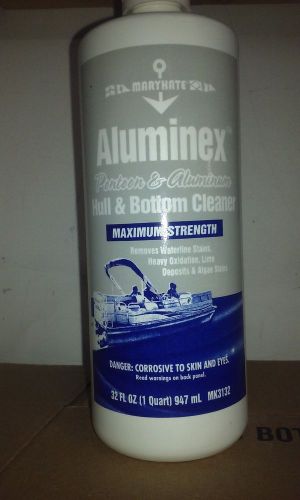 MARYKATE
Aluminex™
Pontoon & Aluminum
Hull & Bottom Cleaner
MAXIMUM STRENGTH
Removes Waterline Stains,
Heavy Oxidation, Lime
Deposits & Algae Stains
DANGER: CORROSIVE TO SKIN AND EYES.
Read warnings on back panel.
32 FL OZ (1 Quart) 947 mL MK3132
BOT